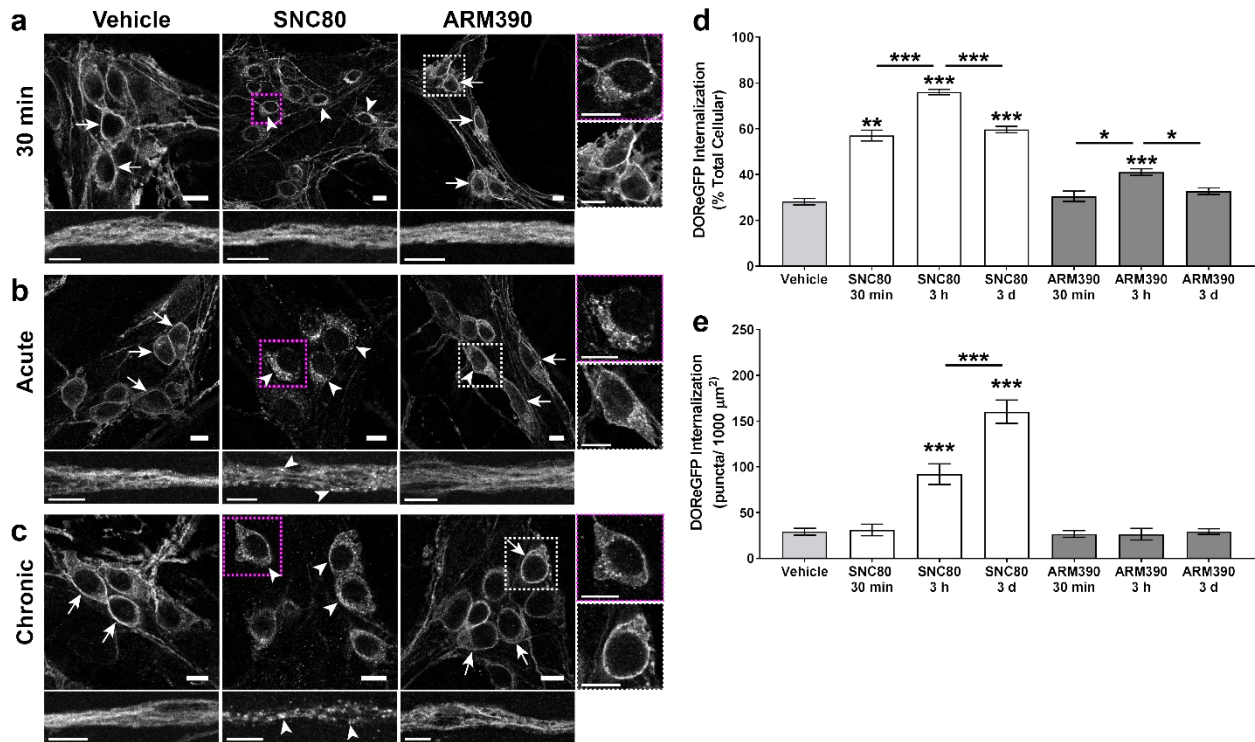 Vehicle SNC80 ARM390
a
30 min
b
Acute
c
Chronic
d
DOReGFP Internalization
(% Total Cellular)
100
80
60
40
20
0
*** ***
** *** ***
* *
***
Vehicle SNC80 SNC80 SNC80 ARM390 ARM390 ARM390
30 min 3 h 3 d 30 min 3 h 3 d
e
DOReGFP Internalization
(puncta/ 1000 μm²)
250
200
150
100
50
0
***
*** ***
Vehicle SNC80 SNC80 SNC80 ARM390 ARM390 ARM390
30 min 3 h 3 d 30 min 3 h 3 d